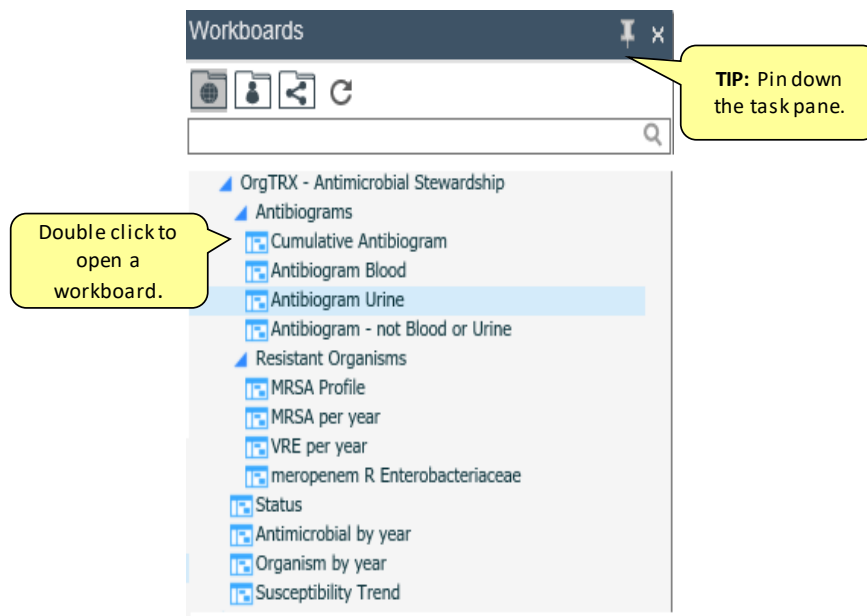 Workboards
TIP: Pin down
the task pane.
OrgTRX - Antimicrobial Stewardship
Antibiograms
Double click to
open a
workboard.
Cumulative Antibiogram
Antibiogram Blood
Antibiogram Urine
Antibiogram - not Blood or Urine
Resistant Organisms
MRSA Profile
MRSA per year
VRE per year
meropenem R Enterobacteriaceae
Status
Antimicrobial by year
Organism by year
Susceptibility Trend